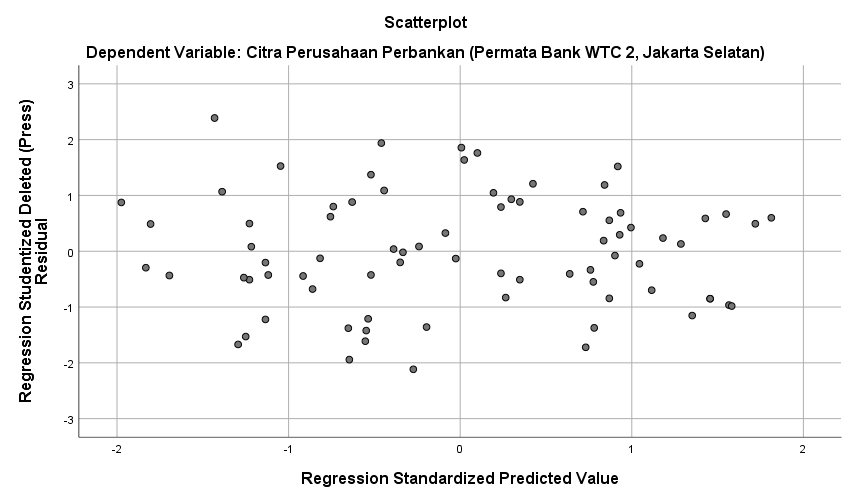 Scatterplot
Dependent Variable: Citra Perusahaan Perbankan (Permata Bank WTC 2, Jakarta Selatan)
Regression Studentized Deleted (Press)
Residual
3
2
1
0
-1
-2
-3
-2
-1
0
1
2
Regression Standardized Predicted Value